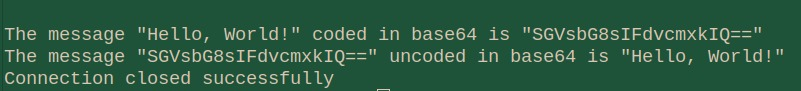 The message "Hello, World!" coded in base64 is "SGVsbG8sIFdvcmxkIQ=="
The message "SGVsbG8sIFdvcmxkIQ==" uncoded in base64 is "Hello, World!"
Connection closed successfully